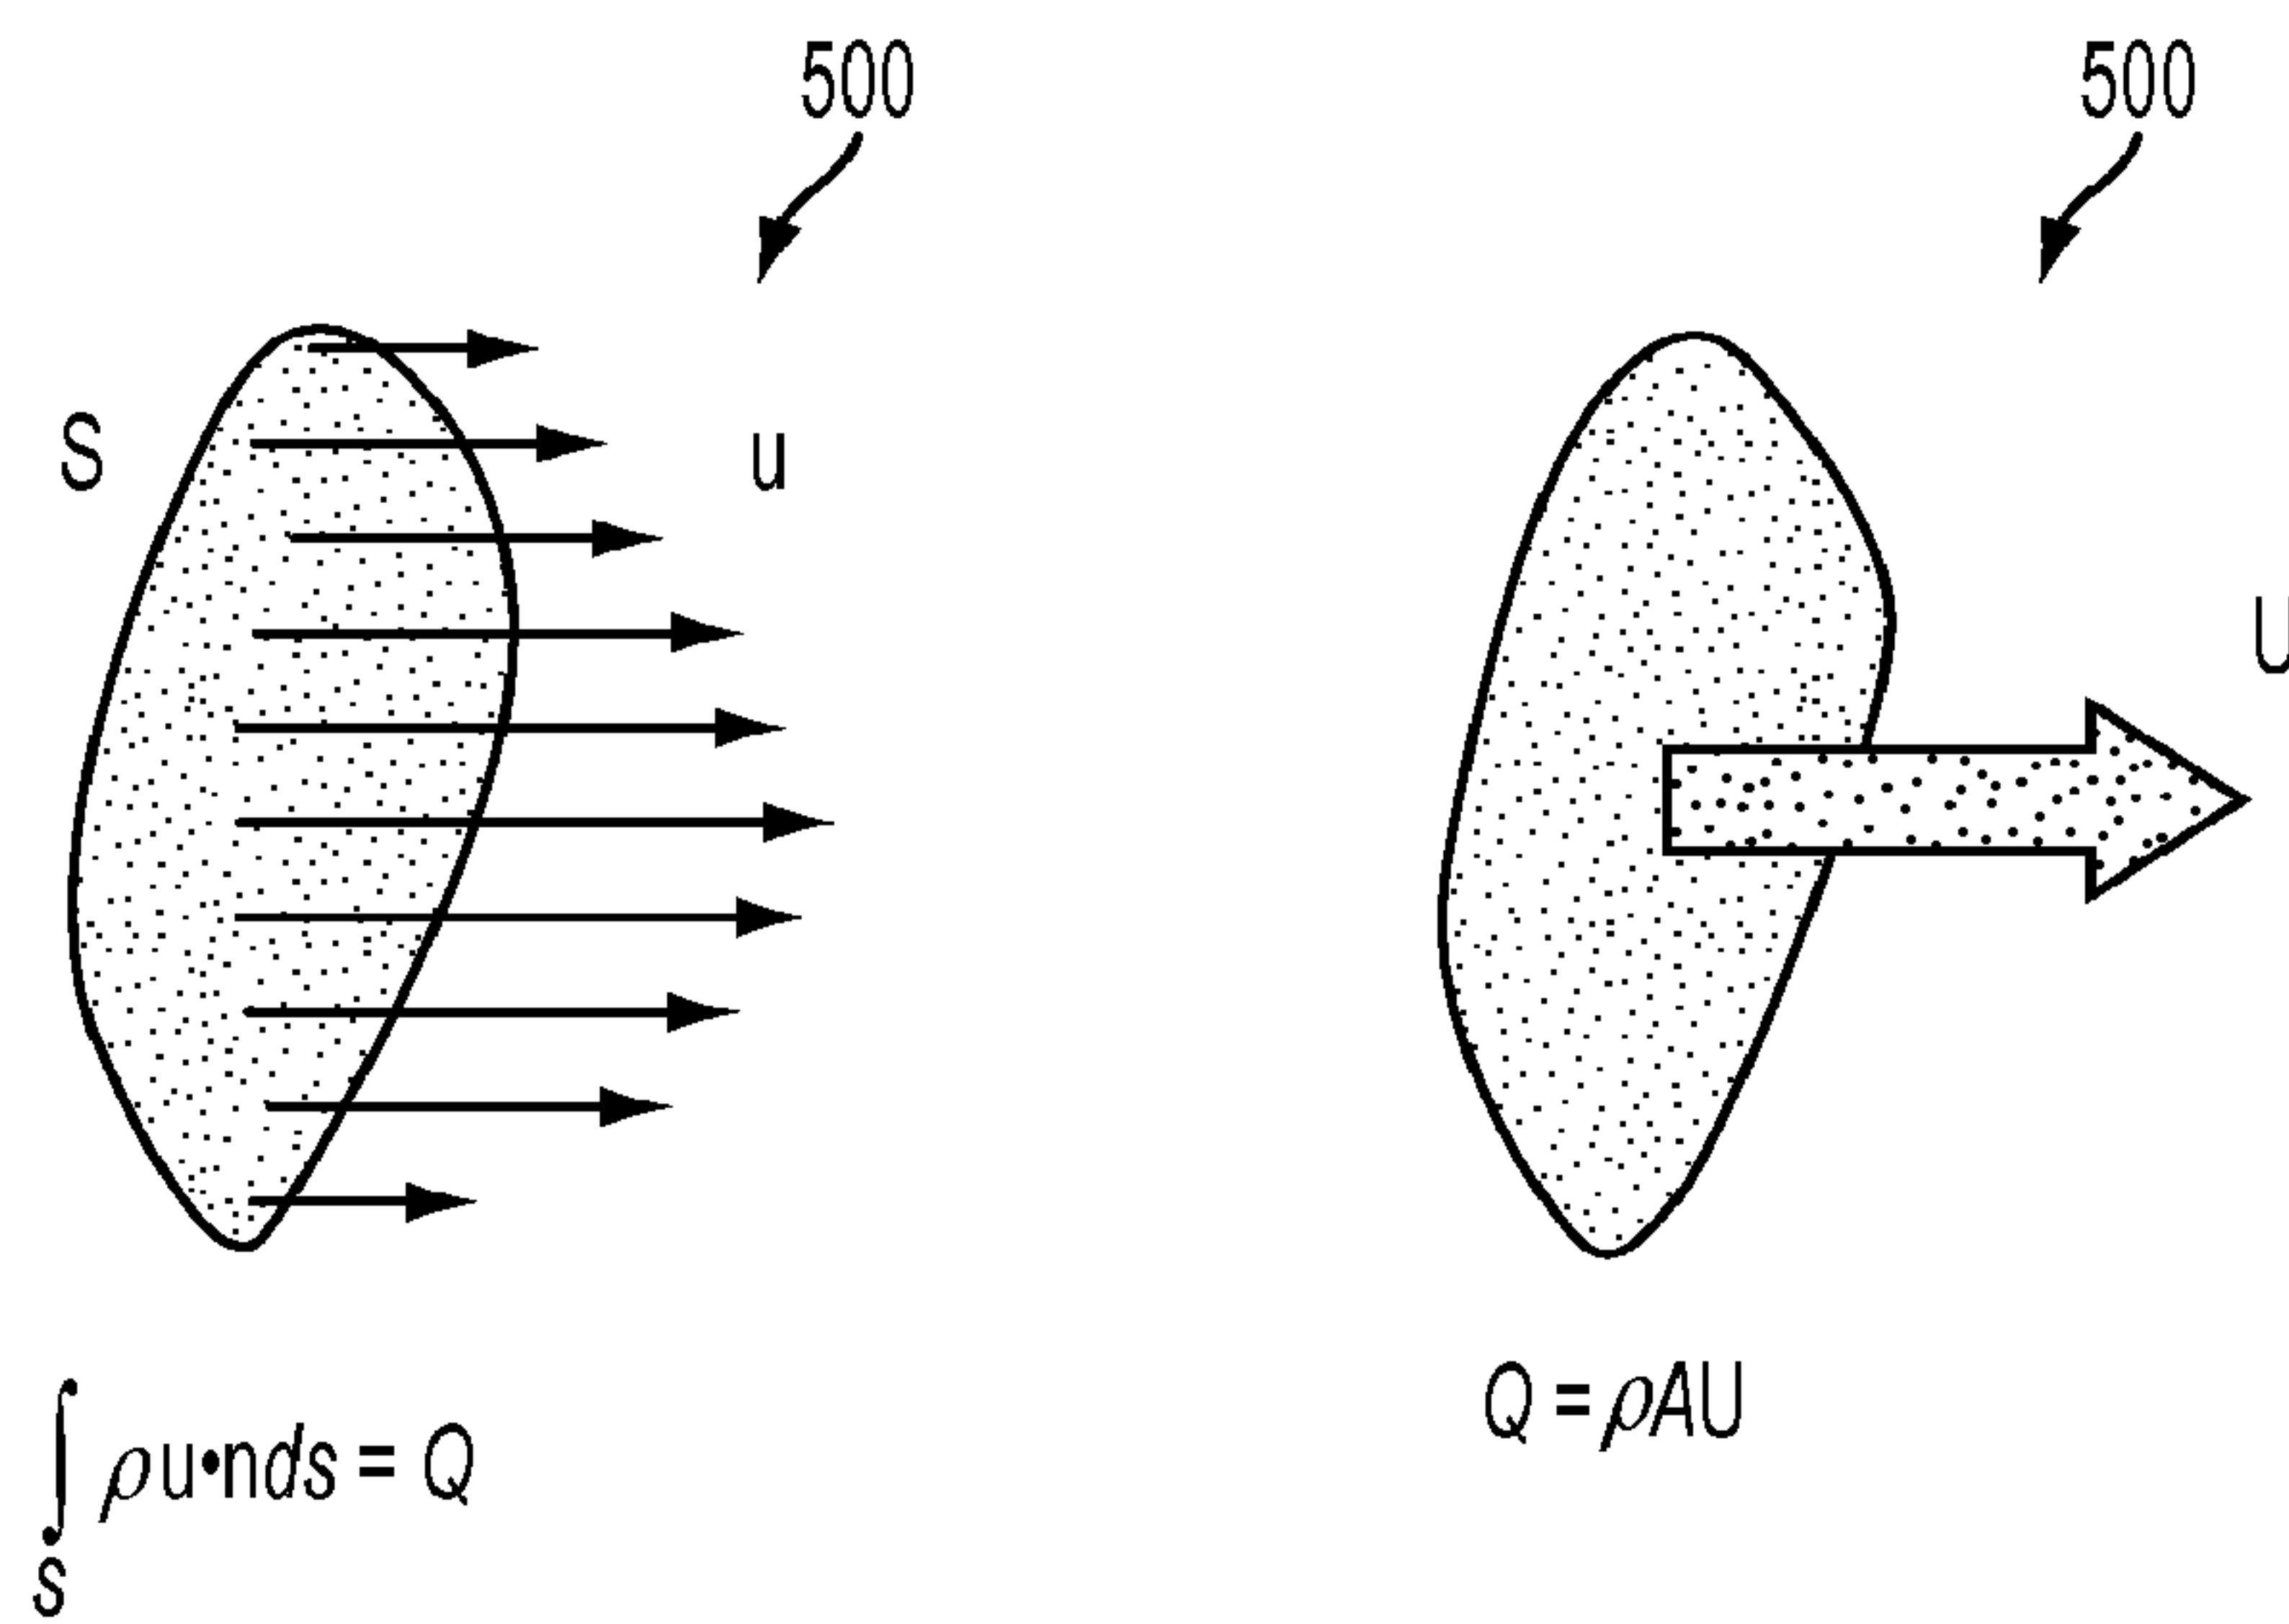 500
500
S
u
U
∫ ρu•nds = Q
s
Q = ρAU